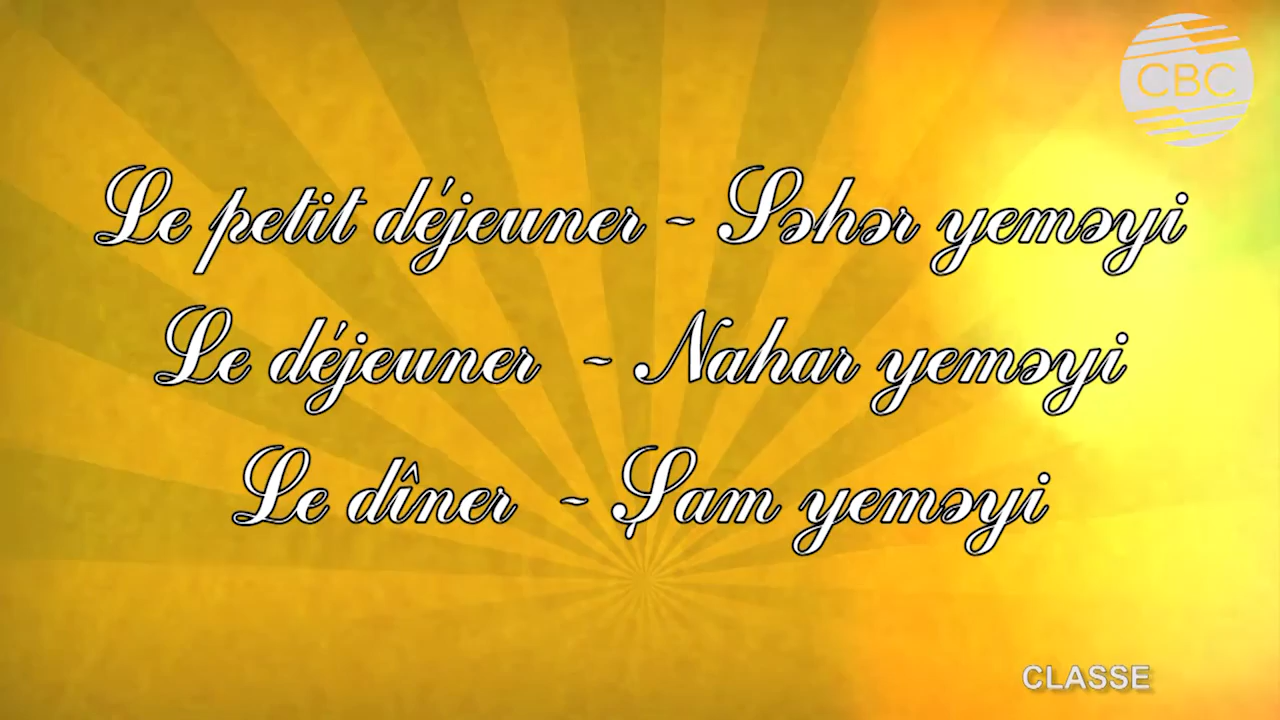 CBC
Le petit déjeuner - Səhər yeməyi
Le déjeuner - Nahar yeməyi
Le dîner - Şam yeməyi
CLASSE